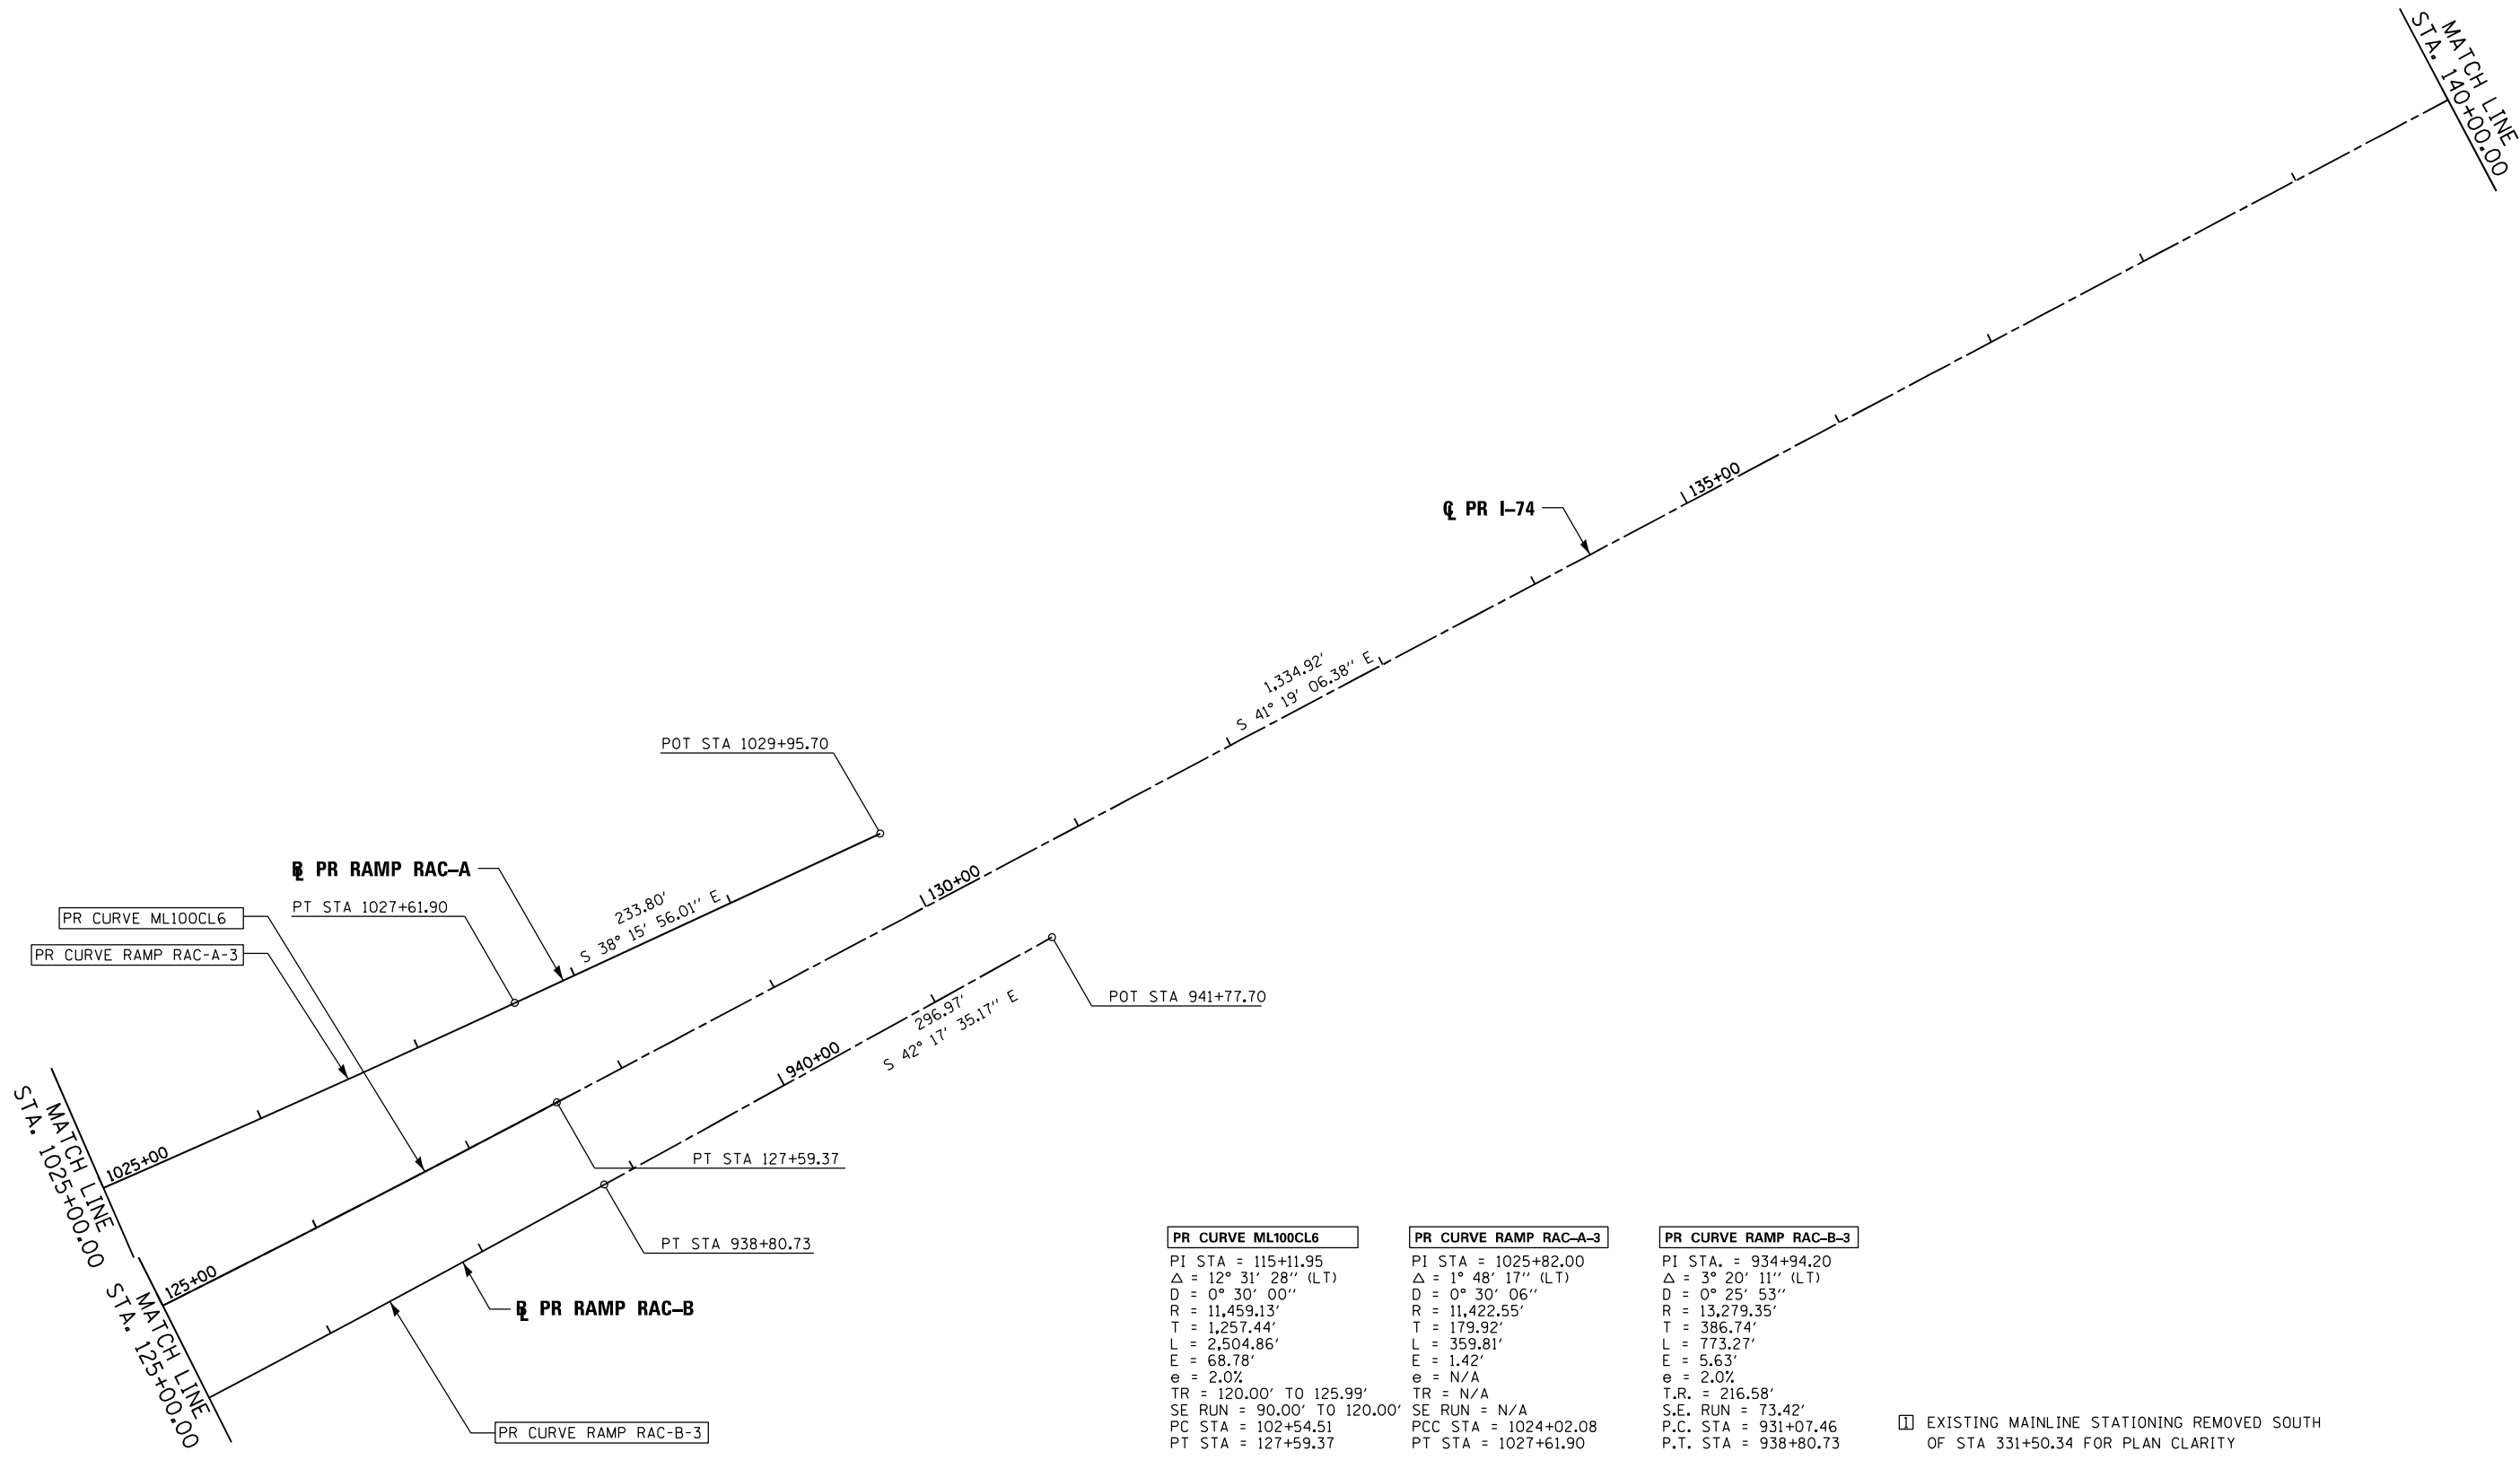 MATCH LINE
STA. 140+00.00
135+00
℄ PR I-74
1,334.92'
S 41° 19' 06.38" E
POT STA 1029+95.70
130+00
℄ PR RAMP RAC-A
PR CURVE ML100CL6
PT STA 1027+61.90
233.80'
S 38° 15' 56.01" E
PR CURVE RAMP RAC-A-3
POT STA 941+77.70
296.97'
S 42° 17' 35.17" E
940+00
MATCH LINE
STA. 1025+00.00
1025+00
PT STA 127+59.37
PT STA 938+80.73
125+00
MATCH LINE
STA. 125+00.00
BL PR RAMP RAC-B
PR CURVE RAMP RAC-B-3
PR CURVE ML100CL6
PI STA = 115+11.95
Δ = 12° 31' 28" (LT)
D = 0° 30' 00"
R = 11,459.13'
T = 1,257.44'
L = 2,504.86'
E = 68.78'
e = 2.0%
TR = 120.00' TO 125.99'
SE RUN = 90.00' TO 120.00'
PC STA = 102+54.51
PT STA = 127+59.37
PR CURVE RAMP RAC-A-3
PI STA = 1025+82.00
Δ = 1° 48' 17" (LT)
D = 0° 30' 06"
R = 11,422.55'
T = 179.92'
L = 359.81'
E = 1.42'
e = N/A
TR = N/A
SE RUN = N/A
PCC STA = 1024+02.08
PT STA = 1027+61.90
PR CURVE RAMP RAC-B-3
PI STA. = 934+94.20
Δ = 3° 20' 11" (LT)
D = 0° 25' 53"
R = 13,279.35'
T = 386.74'
L = 773.27'
E = 5.63'
e = 2.0%
T.R. = 216.58'
S.E. RUN = 73.42'
P.C. STA = 931+07.46
P.T. STA = 938+80.73
1 EXISTING MAINLINE STATIONING REMOVED SOUTH
OF STA 331+50.34 FOR PLAN CLARITY